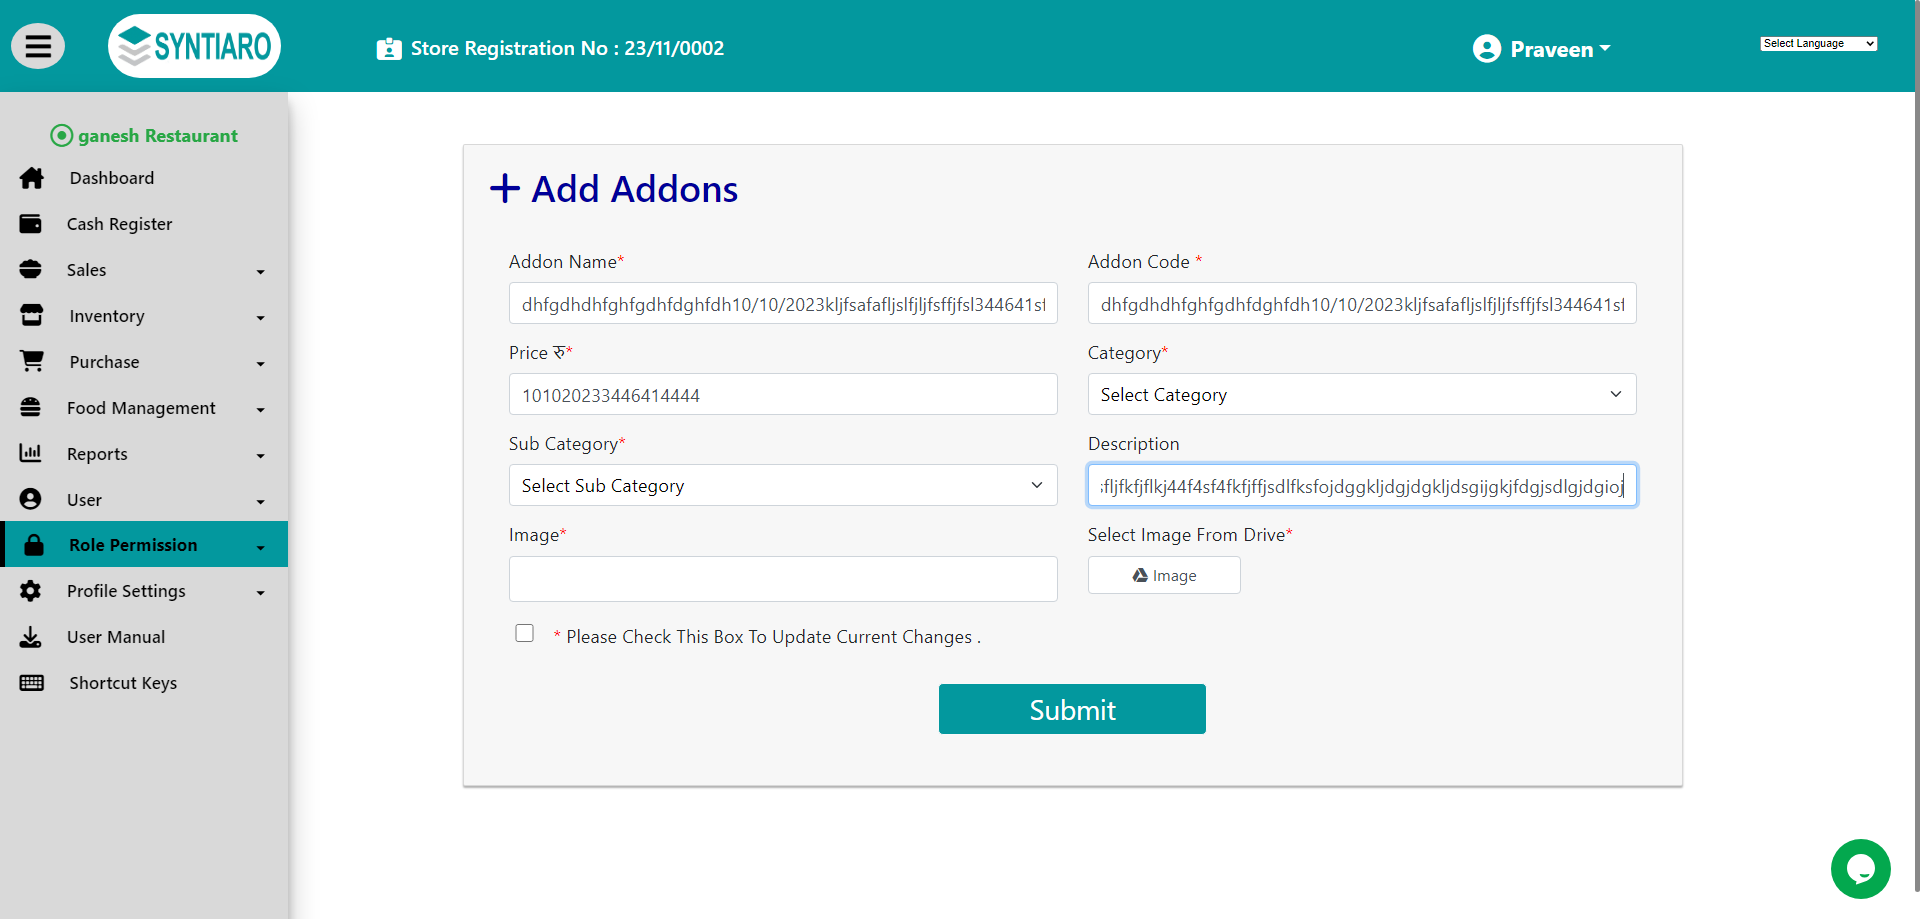 SYNTIARO
Store Registration No : 23/11/0002
Praveen
Select Language
ganesh Restaurant
Dashboard
Cash Register
Sales
Inventory
Purchase
Food Management
Reports
User
Role Permission
Profile Settings
User Manual
Shortcut Keys
Add Addons
Addon Name*
Addon Code *
dhfgdhdhfghfgdhfdghfdh10/10/2023kljfsafafljslfjljfsffjfsl344641sf
dhfgdhdhfghfgdhfdghfdh10/10/2023kljfsafafljslfjljfsffjfsl344641sf
Price रु*
Category*
101020233446414444
Select Category
Sub Category*
Description
Select Sub Category
sfljfkfjflkj44f4sf4fkfjffjsdlfksfojdggkljdgjdgkljdsgijgkjfdgjsdlgjdgioj
Image*
Select Image From Drive*
Image
* Please Check This Box To Update Current Changes .
Submit